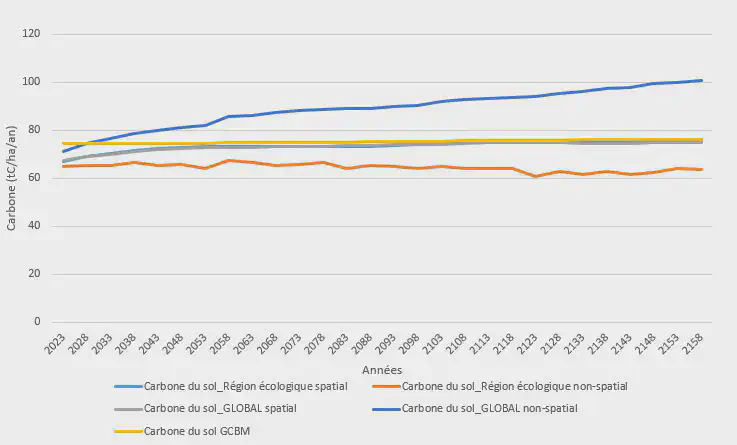 120
100
80
60
40
20
0
Carbone (tC/ha/an)
2023 2028 2033 2038 2043 2048 2053 2058 2063 2068 2073 2078 2083 2088 2093 2098 2103 2108 2113 2118 2123 2128 2133 2138 2143 2148 2153 2158
Années
Carbone du sol_Région écologique spatial
Carbone du sol_Région écologique non-spatial
Carbone du sol_GLOBAL spatial
Carbone du sol_GLOBAL non-spatial
Carbone du sol GCBM